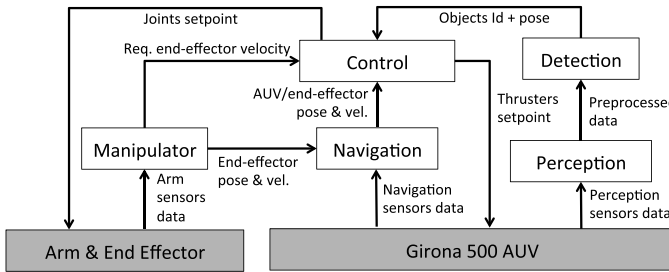 Joints setpoint
Objects Id + pose
Req. end-effector velocity
Control
Detection
AUV/end-effector
pose & vel.
Thrusters
setpoint
Preprocessed
data
Manipulator
End-effector
pose & vel.
Navigation
Perception
Arm
sensors
data
Navigation
sensors data
Perception
sensors data
Arm & End Effector
Girona 500 AUV